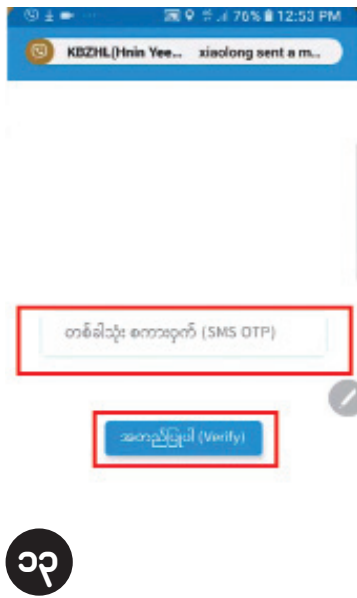 76% 12:53 PM
KBZHL(Hnin Yee... xiaolong sent a m...
တစ်ခါသုံး စကားဝှက် (SMS OTP)
အတည်ပြုပါ (Verify)
၁၃